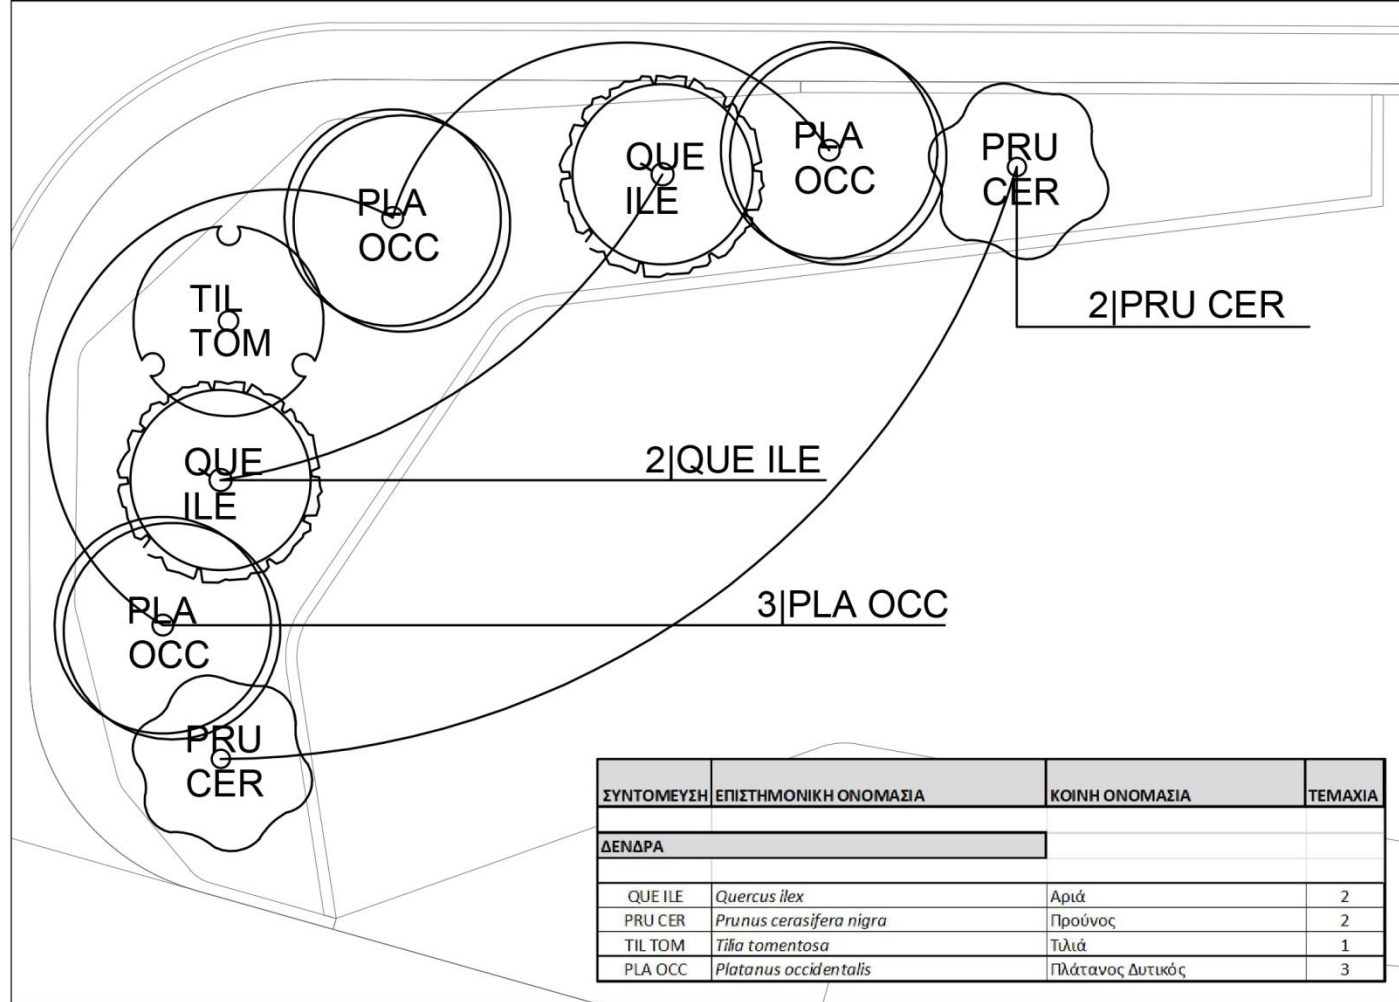 PLA
OCC
PRU
CER
QUE
ILE
PLA
OCC
TIL
TOM
2|PRU CER
QUE
ILE
2|QUE ILE
PLA
OCC
3|PLA OCC
PRU
CER
ΣΥΝΤΟΜΕΥΣΗ ΕΠΙΣΤΗΜΟΝΙΚΗ ΟΝΟΜΑΣΙΑ ΚΟΙΝΗ ΟΝΟΜΑΣΙΑ ΤΕΜΑΧΙΑ
ΔΕΝΔΡΑ
QUE ILE Quercus ilex Αριά 2
PRU CER Prunus cerasifera nigra Προύνος 2
TIL TOM Tilia tomentosa Τιλιά 1
PLA OCC Platanus occidentalis Πλάτανος Δυτικός 3